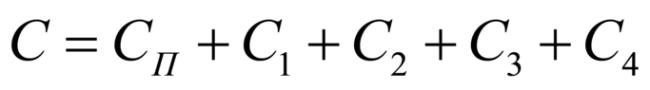 C = C_П + C_1 + C_2 + C_3 + C_4